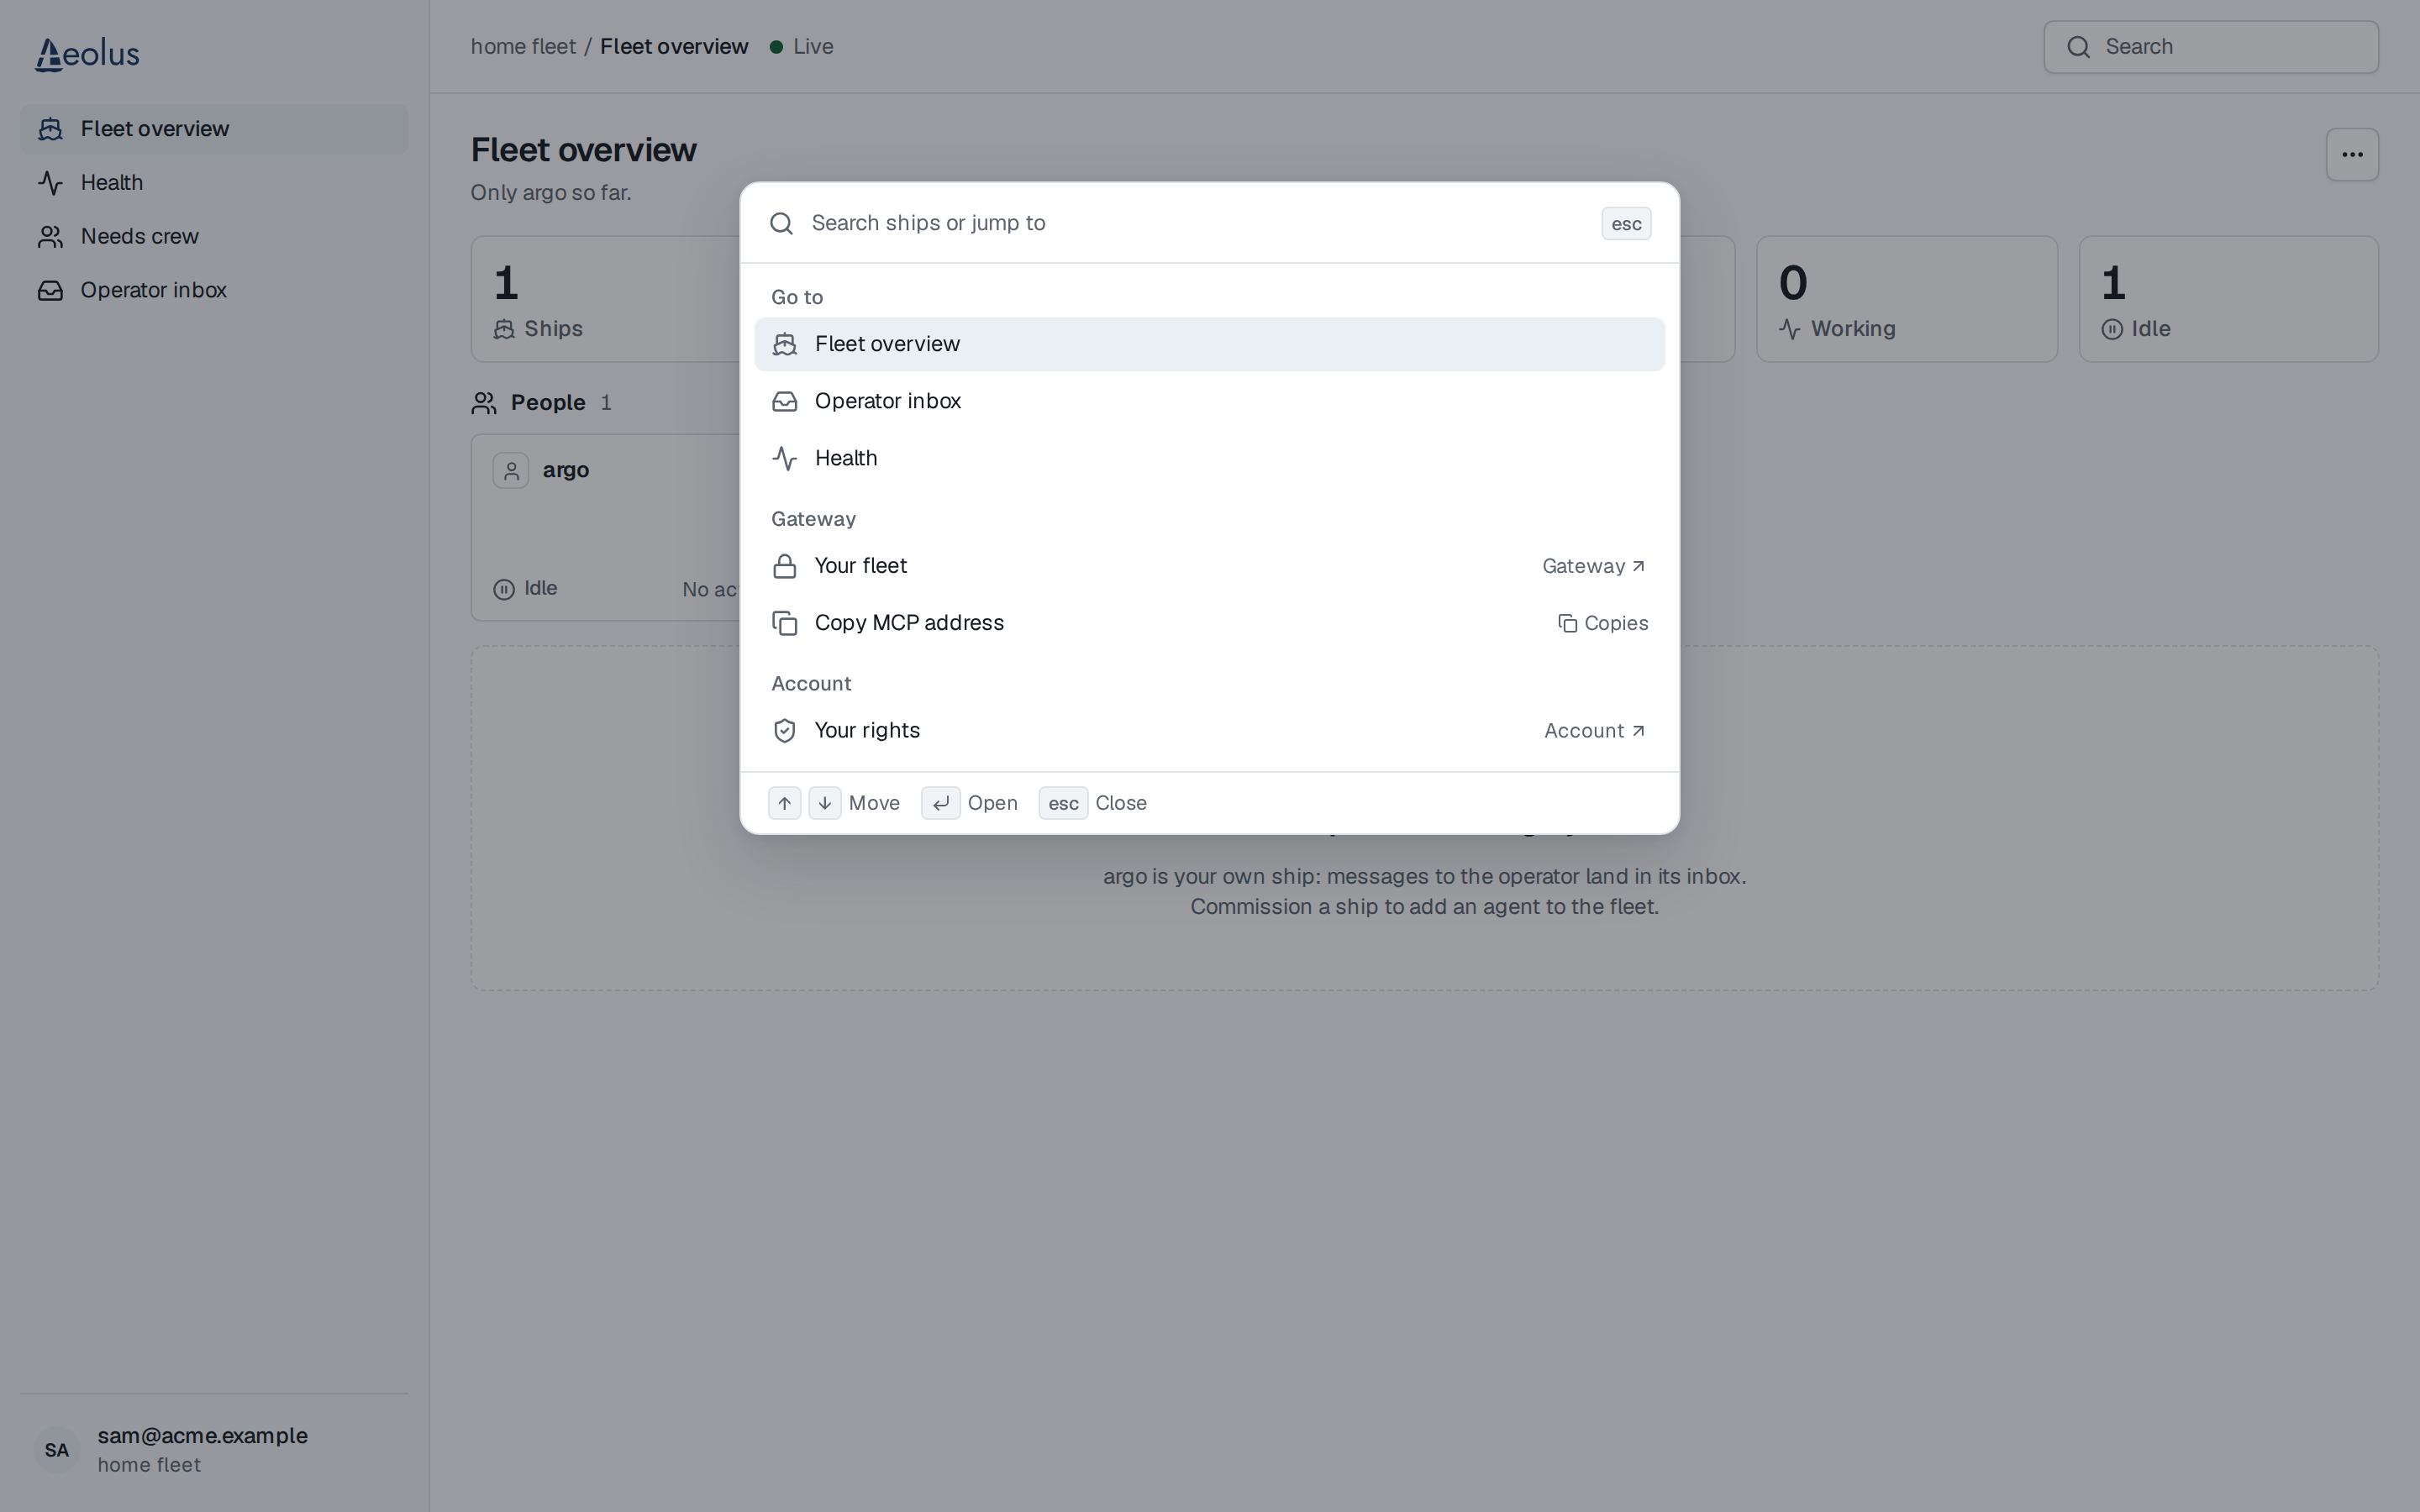 Aeolus
Fleet overview
Health
Needs crew
Operator inbox
sam@acme.example
SA
home fleet
home fleet / Fleet overview Live
Search
Fleet overview
Only argo so far.
1
Ships
0
Working
1
Idle
People 1
argo
Idle
No ac
Search ships or jump to
esc
Go to
Fleet overview
Operator inbox
Health
Gateway
Your fleet
Gateway
Copy MCP address
Copies
Account
Your rights
Account
Move Open esc Close
argo is your own ship: messages to the operator land in its inbox.
Commission a ship to add an agent to the fleet.